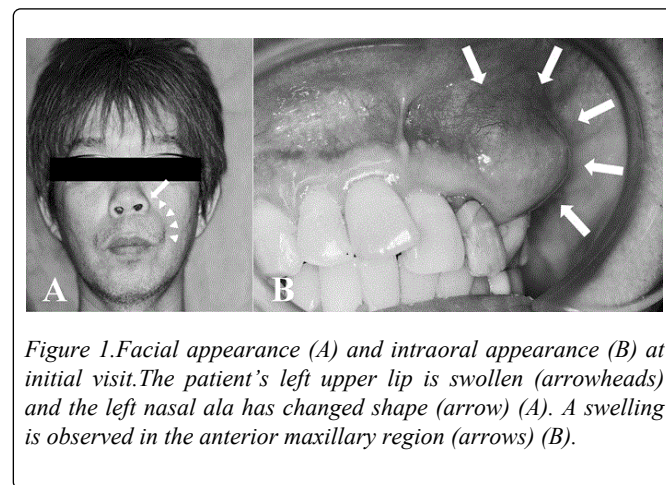 A
B
Figure 1.Facial appearance (A) and intraoral appearance (B) at
initial visit.The patient's left upper lip is swollen (arrowheads)
and the left nasal ala has changed shape (arrow) (A). A swelling
is observed in the anterior maxillary region (arrows) (B).